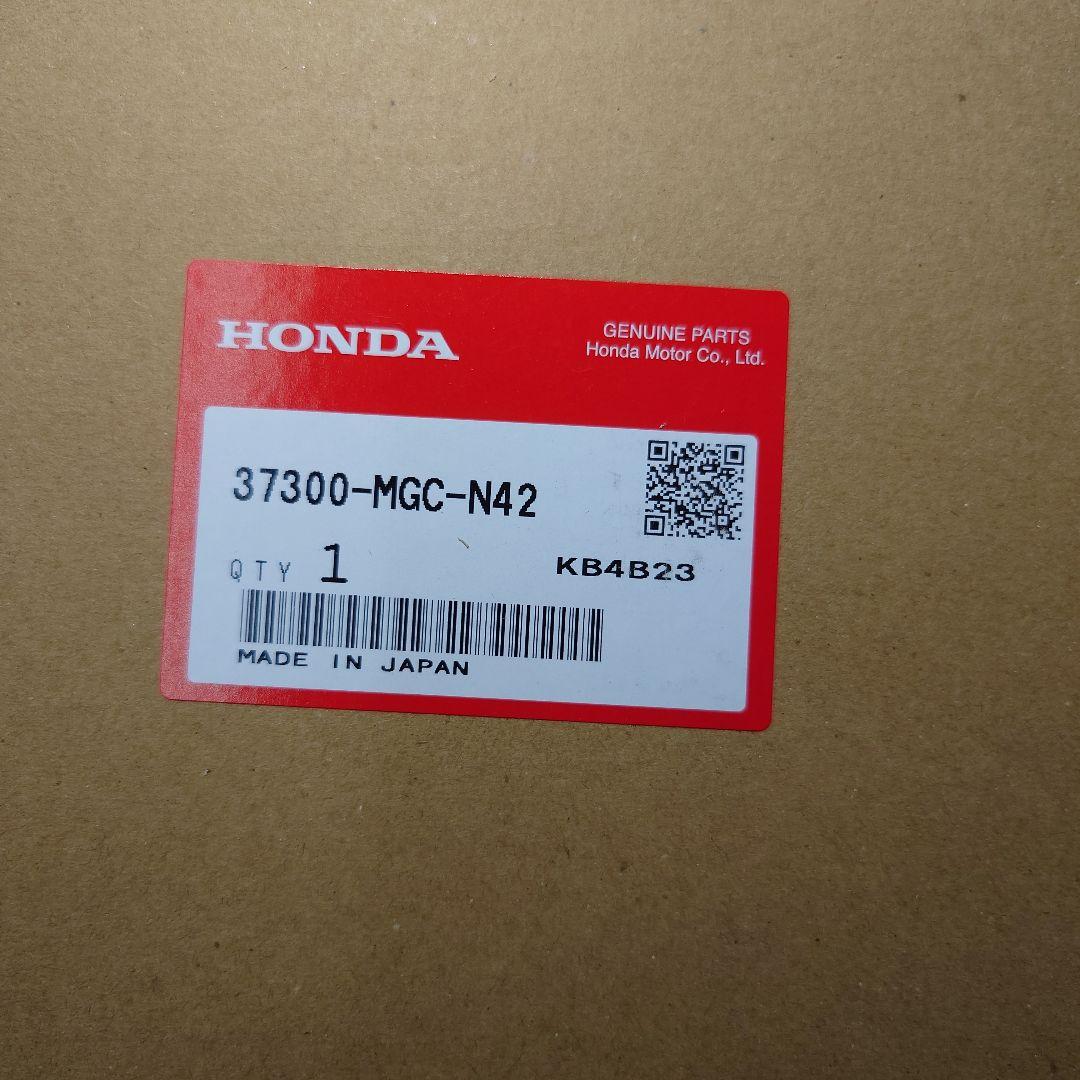 HONDA
GENUINE PARTS
Honda Motor Co., Ltd.
37300-MGC-N42
QTY 1
KB4B23
MADE IN JAPAN